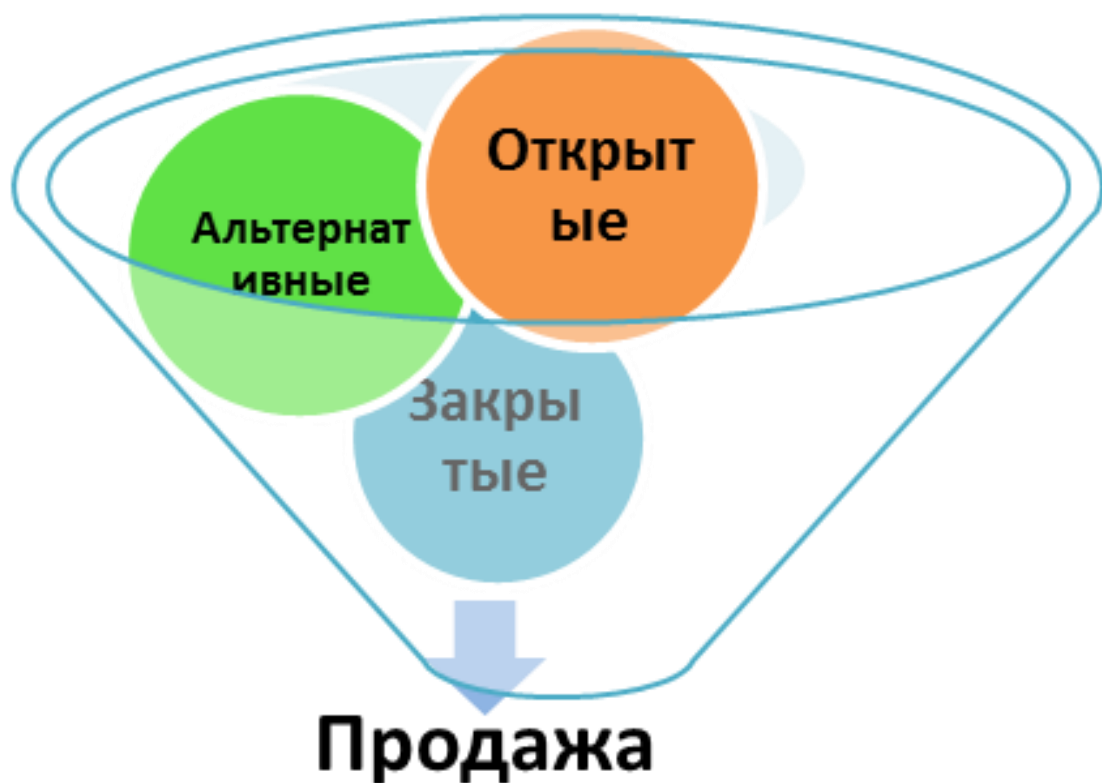 Открыт
ые
Альтернат
ивные
Закры
тые
Продажа